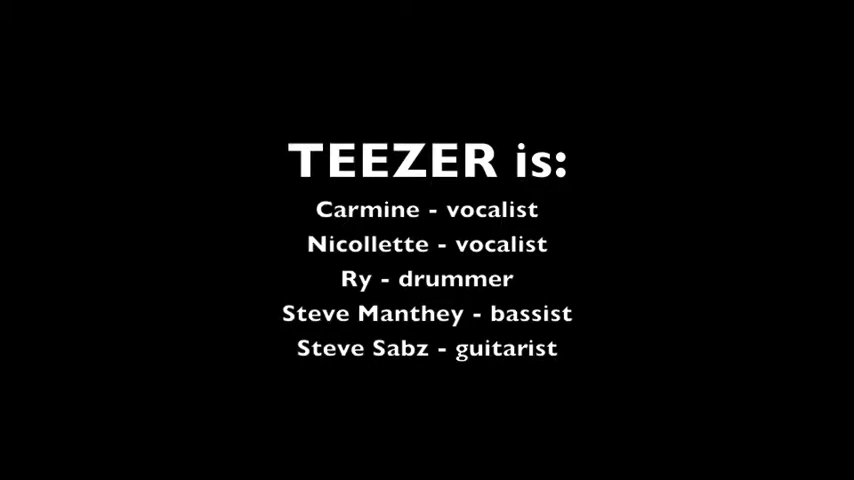 TEEZER is:
Carmine - vocalist
Nicollette - vocalist
Ry - drummer
Steve Manthey - bassist
Steve Sabz - guitarist